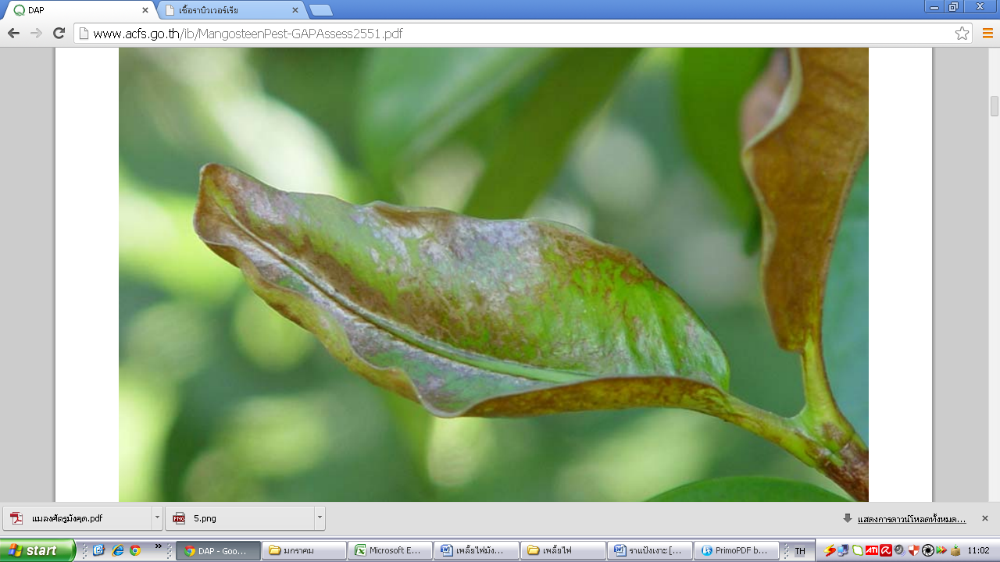 DAP
เชื้อราบิวเวอร์เรีย
www.acfs.go.th/ib/MangosteenPest-GAPAssess2551.pdf
แมลงศัตรูมังคุด.pdf
5.png
แสดงการดาวน์โหลดทั้งหมด...
start
DAP - Goo...
มกราคม
Microsoft E...
เพลี้ยไฟมัง...
เพลี้ยไฟ
ราแป้งเกาะ [...
PrimoPDF b...
TH
ATI
11:02